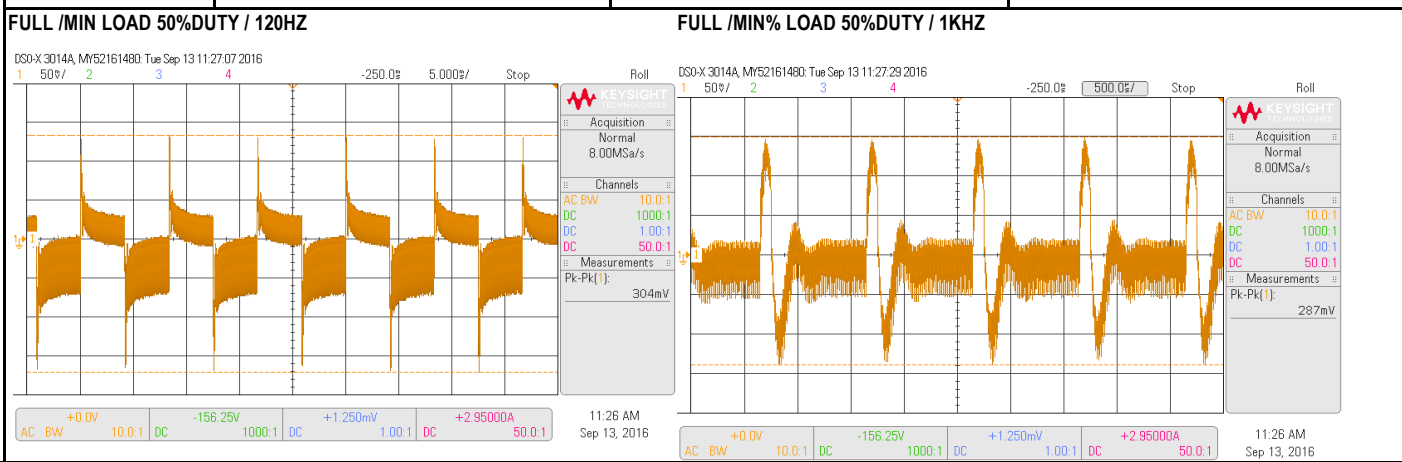 FULL /MIN LOAD 50%DUTY / 120HZ
DSO-X 3014A, MY52161480: Tue Sep 13 11:27:07 2016
1 50V/ 2 3 4 -250.0s 5.000s/ Stop Roll
KEYSIGHT
TECHNOLOGIES
Acquisition
Normal
8.00MSa/s
Channels
AC BW 10.0:1
DC 1000:1
DC 1.00:1
DC 50.0:1
Measurements
Pk-Pk(1):
304mV
+0.0V -156.25V +1.250mV +2.95000A
AC BW 10.0:1 DC 1000:1 DC 1.00:1 DC 50.0:1
11:26 AM
Sep 13, 2016
FULL /MIN% LOAD 50%DUTY / 1KHZ
DSO-X 3014A, MY52161480: Tue Sep 13 11:27:29 2016
1 50V/ 2 3 4 -250.0s 500.0s/ Stop Roll
KEYSIGHT
TECHNOLOGIES
Acquisition
Normal
8.00MSa/s
Channels
AC BW 10.0:1
DC 1000:1
DC 1.00:1
DC 50.0:1
Measurements
Pk-Pk(1):
287mV
+0.0V -156.25V +1.250mV +2.95000A
AC BW 10.0:1 DC 1000:1 DC 1.00:1 DC 50.0:1
11:26 AM
Sep 13, 2016